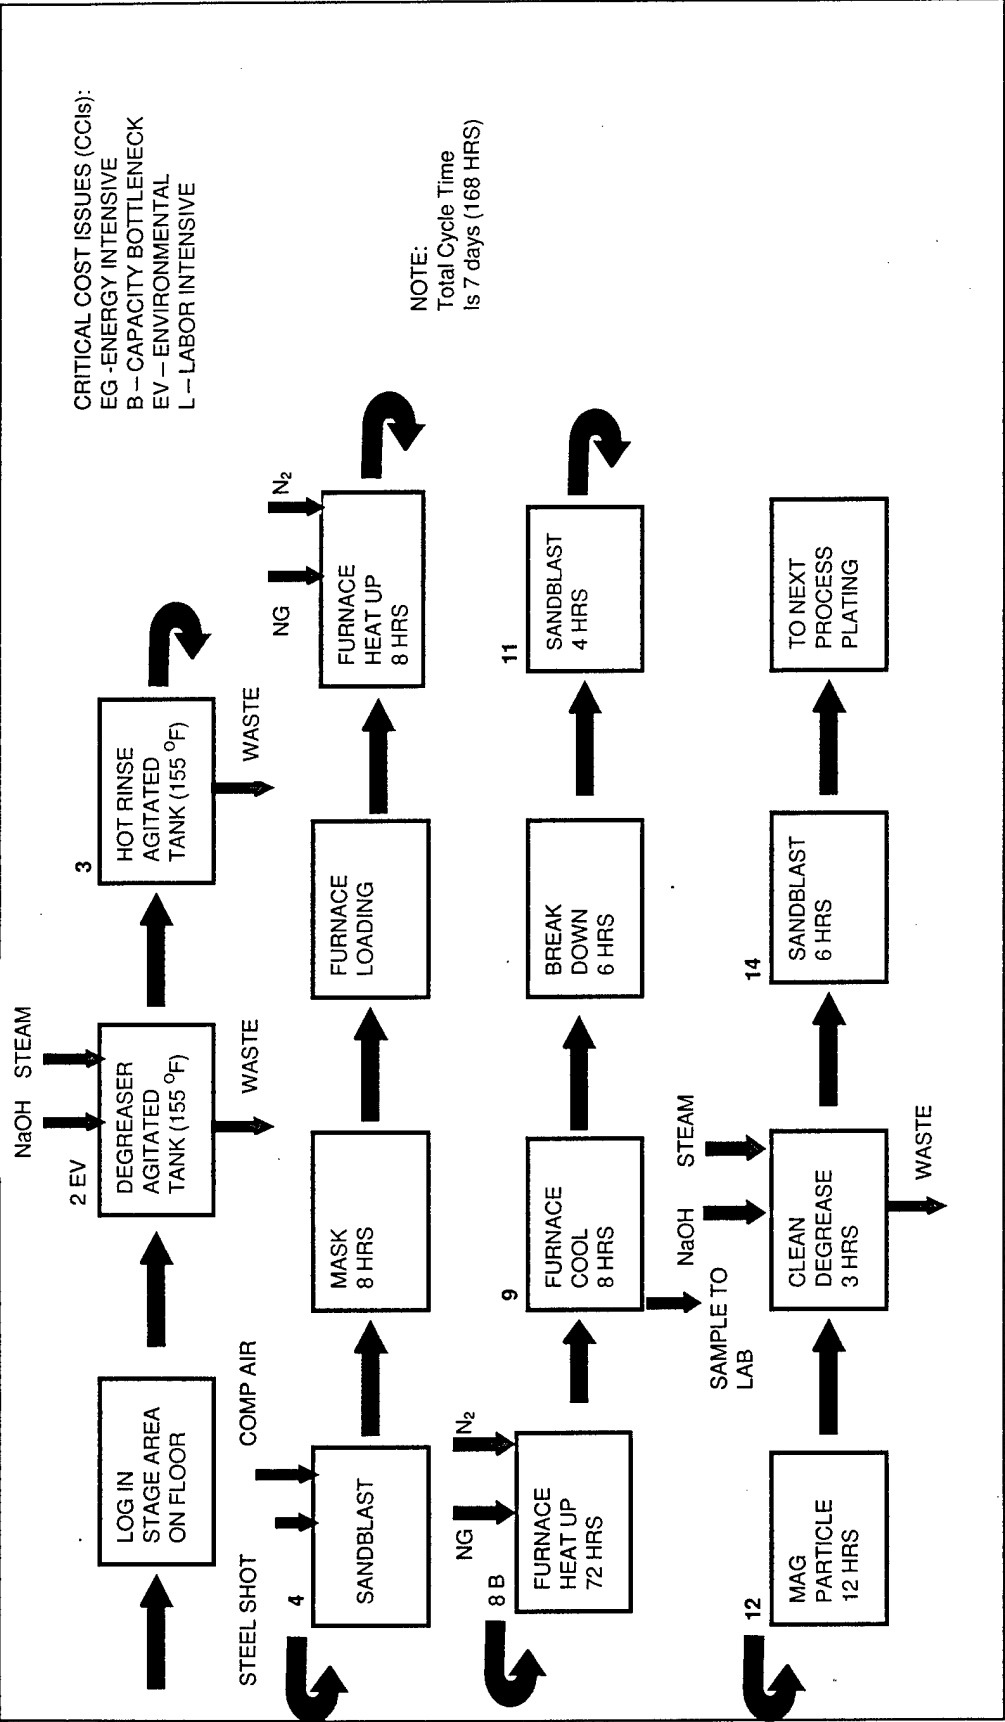 CRITICAL COST ISSUES (CCIs):
EG -ENERGY INTENSIVE
B – CAPACITY BOTTLENECK
EV – ENVIRONMENTAL
L – LABOR INTENSIVE
LOG IN
STAGE AREA
ON FLOOR
NaOH STEAM
2 EV
DEGREASER
AGITATED
TANK (155 °F)
WASTE
3
HOT RINSE
AGITATED
TANK (155 °F)
WASTE
STEEL SHOT
COMP AIR
4
SANDBLAST
MASK
8 HRS
FURNACE
LOADING
NG
N₂
FURNACE
HEAT UP
8 HRS
NOTE:
Total Cycle Time
Is 7 days (168 HRS)
NG
N₂
8 B
FURNACE
HEAT UP
72 HRS
9
FURNACE
COOL
8 HRS
SAMPLE TO
LAB
BREAK
DOWN
6 HRS
11
SANDBLAST
4 HRS
12
MAG
PARTICLE
12 HRS
NaOH
STEAM
CLEAN
DEGREASE
3 HRS
WASTE
14
SANDBLAST
6 HRS
TO NEXT
PROCESS
PLATING